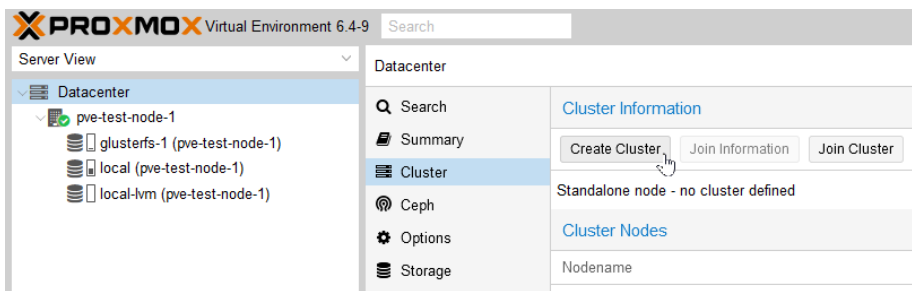 PROXMOX Virtual Environment 6.4-9 Search
Server View
Datacenter
pve-test-node-1
glusterfs-1 (pve-test-node-1)
local (pve-test-node-1)
local-lvm (pve-test-node-1)
Datacenter
Search
Summary
Cluster
Ceph
Options
Storage
Cluster Information
Create Cluster Join Information Join Cluster
Standalone node - no cluster defined
Cluster Nodes
Nodename